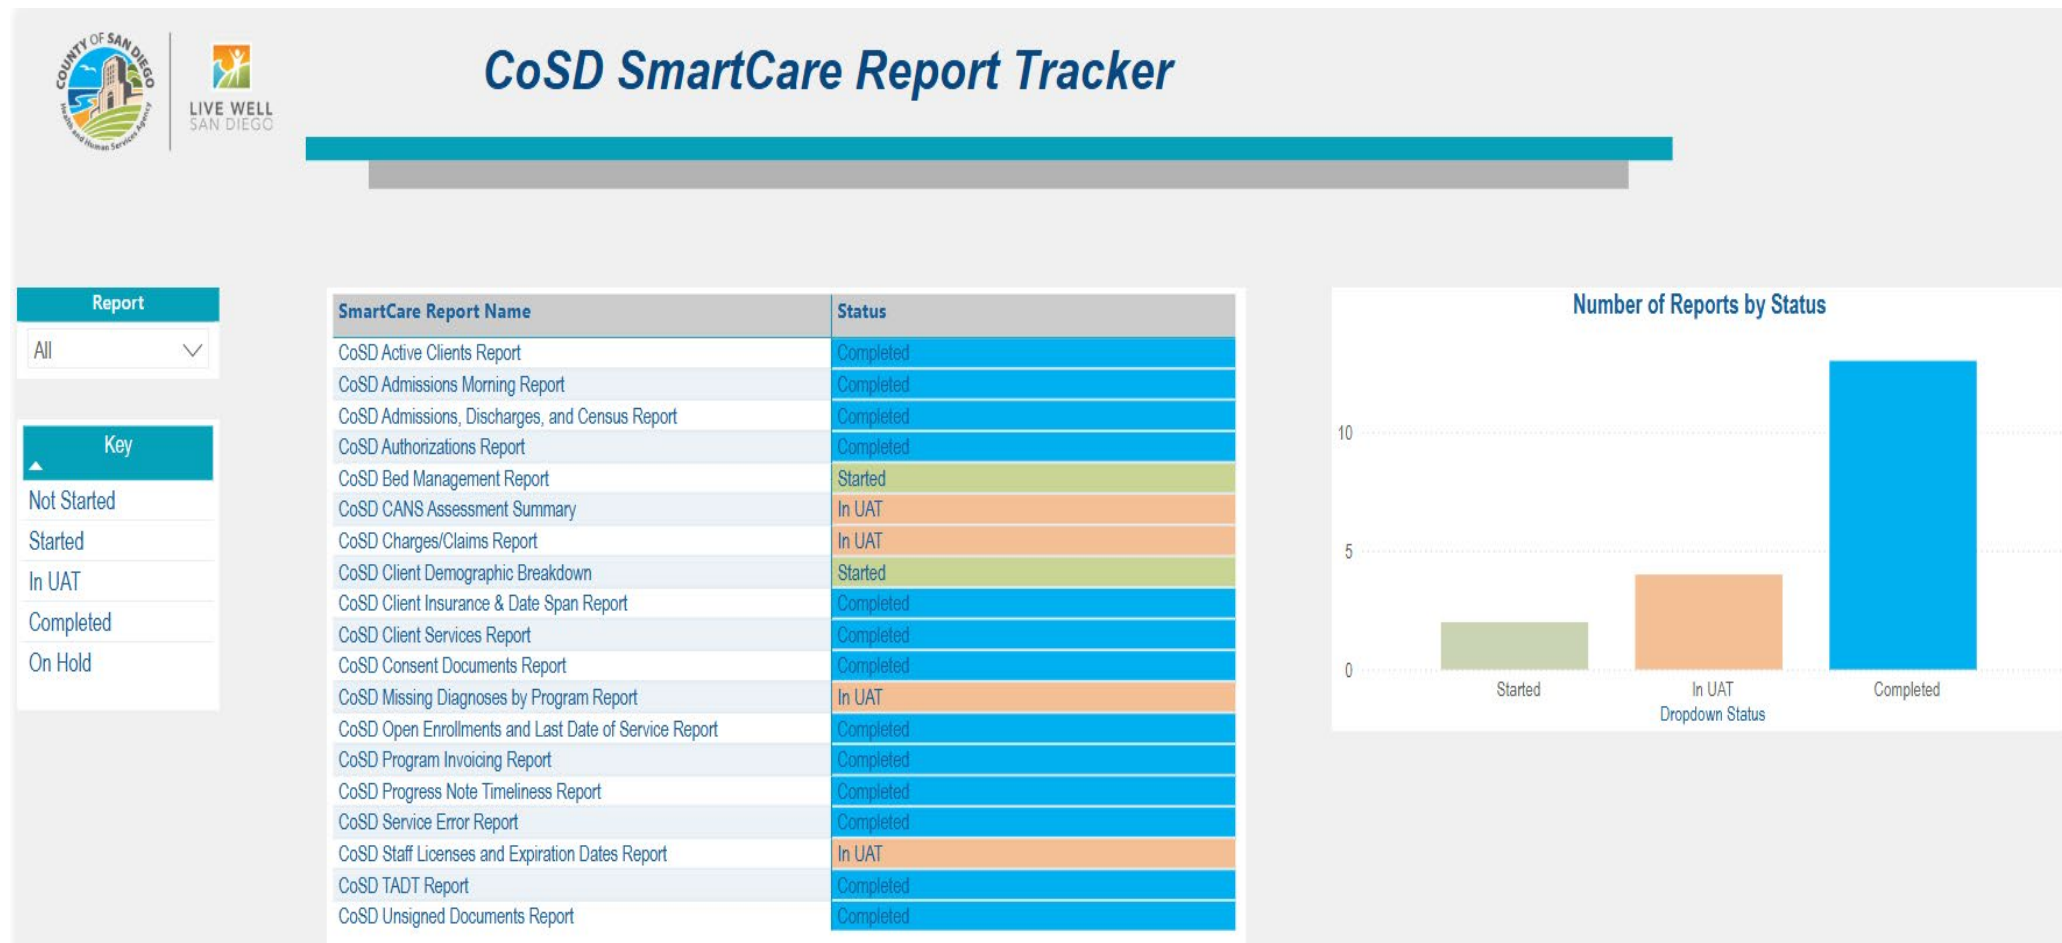 COUNTY OF SAN DIEGO
Health and Human Services Agency
LIVE WELL
SAN DIEGO
CoSD SmartCare Report Tracker
Report
All
Key
Not Started
Started
In UAT
Completed
On Hold
SmartCare Report Name Status
CoSD Active Clients Report Completed
CoSD Admissions Morning Report Completed
CoSD Admissions, Discharges, and Census Report Completed
CoSD Authorizations Report Completed
CoSD Bed Management Report Started
CoSD CANS Assessment Summary In UAT
CoSD Charges/Claims Report In UAT
CoSD Client Demographic Breakdown Started
CoSD Client Insurance & Date Span Report Completed
CoSD Client Services Report Completed
CoSD Consent Documents Report Completed
CoSD Missing Diagnoses by Program Report In UAT
CoSD Open Enrollments and Last Date of Service Report Completed
CoSD Program Invoicing Report Completed
CoSD Progress Note Timeliness Report Completed
CoSD Service Error Report Completed
CoSD Staff Licenses and Expiration Dates Report In UAT
CoSD TADT Report Completed
CoSD Unsigned Documents Report Completed
Number of Reports by Status
10
5
0
Started In UAT Completed
Dropdown Status